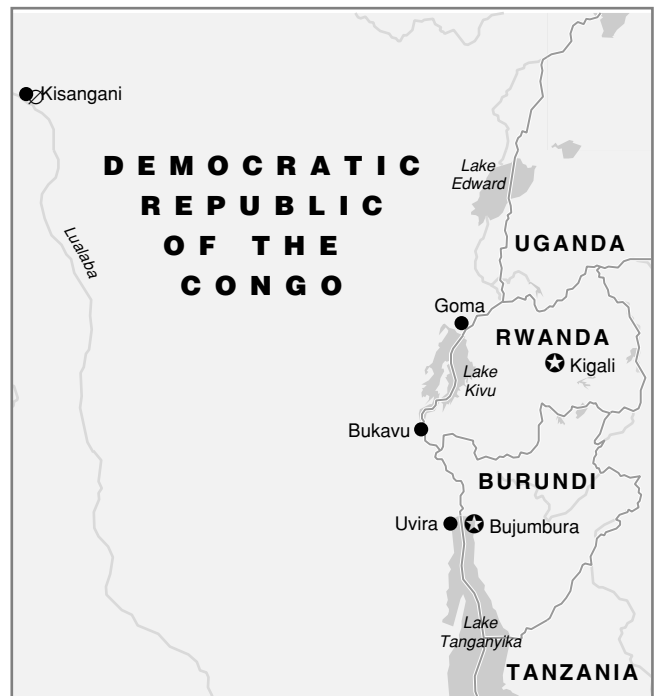 Kisangani
DEMOCRATIC
REPUBLIC
OF THE
CONGO
Lualaba
Lake
Edward
UGANDA
Goma
RWANDA
Kigali
Lake
Kivu
Bukavu
BURUNDI
Uvira
Bujumbura
Lake
Tanganyika
TANZANIA